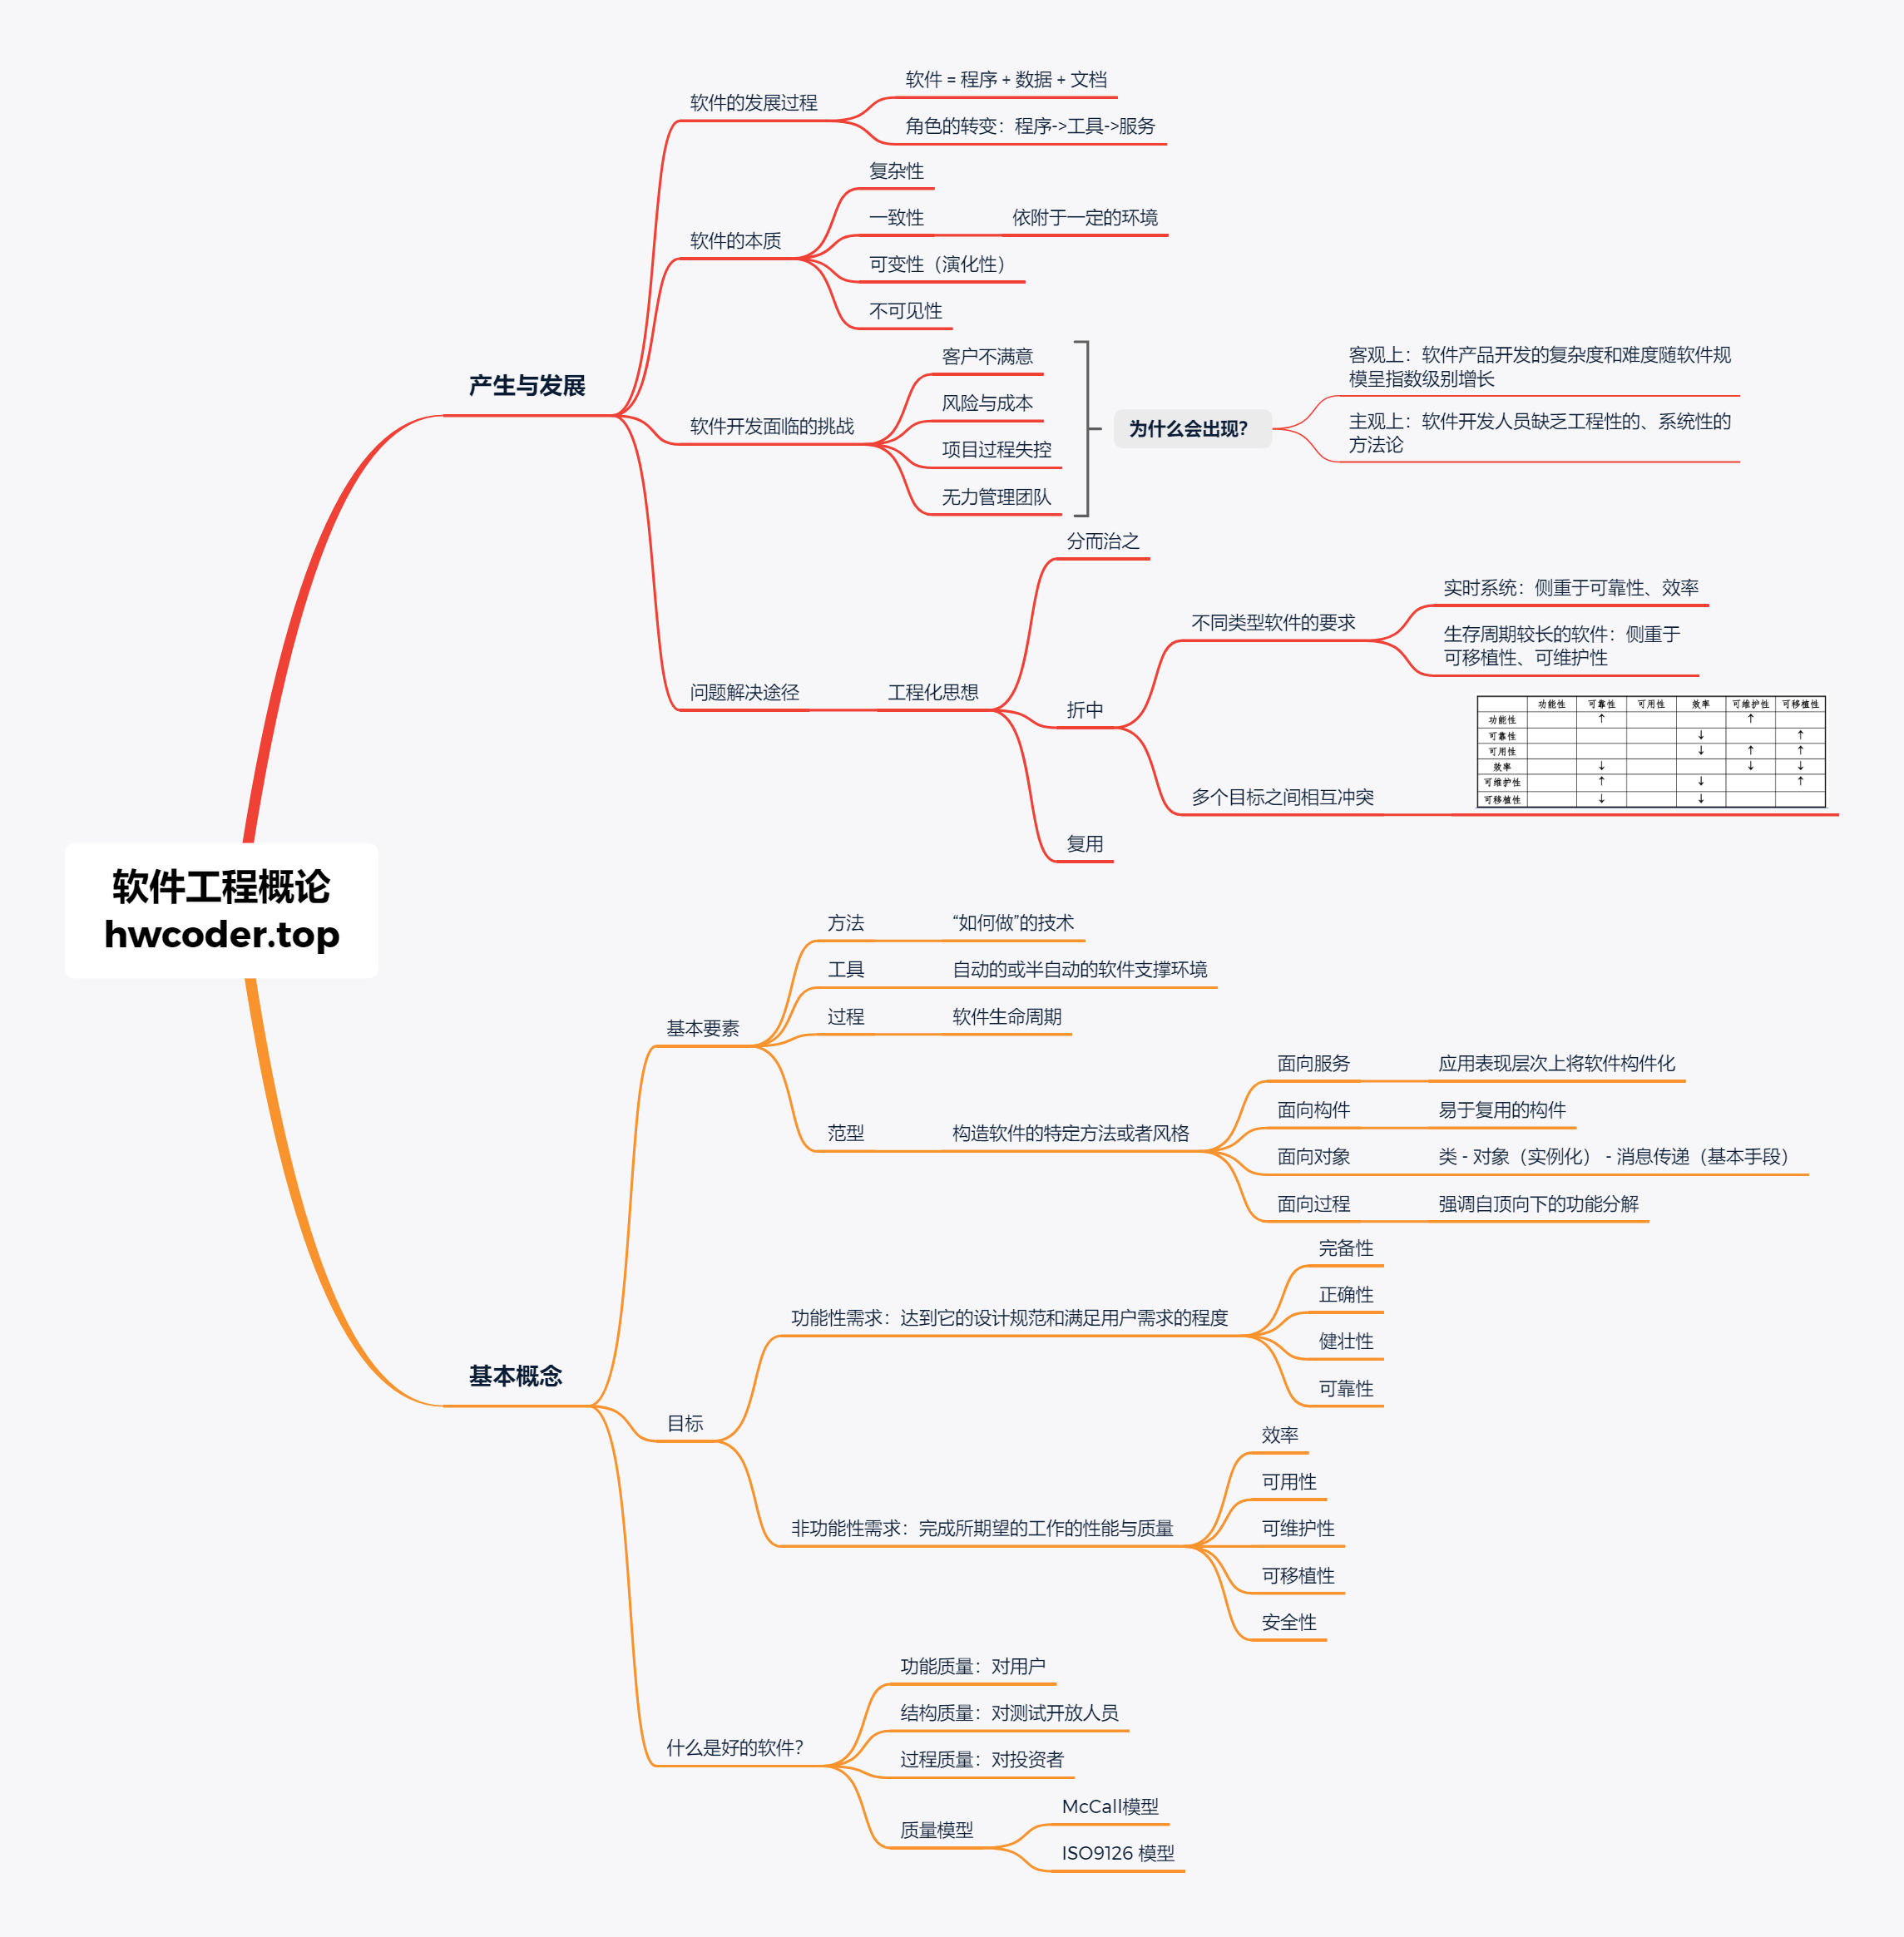 软件工程概论
hwcoder.top
产生与发展
软件的发展过程
软件 = 程序 + 数据 + 文档
角色的转变：程序->工具->服务
软件的本质
复杂性
一致性
依附于一定的环境
可变性（演化性）
不可见性
软件开发面临的挑战
客户不满意
风险与成本
项目过程失控
无力管理团队
为什么会出现？
客观上：软件产品开发的复杂度和难度随软件规
模呈指数级别增长
主观上：软件开发人员缺乏工程性的、系统性的
方法论
问题解决途径
工程化思想
分而治之
折中
不同类型软件的要求
实时系统：侧重于可靠性、效率
生存周期较长的软件：侧重于
可移植性、可维护性
多个目标之间相互冲突
功能性 可靠性 可用性 效率 可维护性 可移植性
功能性 ↑ ↑
可靠性 ↓ ↑
可用性 ↓ ↑ ↑
效率 ↓ ↓ ↓
可维护性 ↑ ↓ ↑
可移植性 ↓ ↓
复用
基本概念
基本要素
方法
“如何做”的技术
工具
自动的或半自动的软件支撑环境
过程
软件生命周期
范型
构造软件的特定方法或者风格
面向服务
应用表现层次上将软件构件化
面向构件
易于复用的构件
面向对象
类 - 对象（实例化） - 消息传递（基本手段）
面向过程
强调自顶向下的功能分解
目标
功能性需求：达到它的设计规范和满足用户需求的程度
完备性
正确性
健壮性
可靠性
非功能性需求：完成所期望的工作的性能与质量
效率
可用性
可维护性
可移植性
安全性
什么是好的软件？
功能质量：对用户
结构质量：对测试开放人员
过程质量：对投资者
质量模型
McCall模型
ISO9126 模型